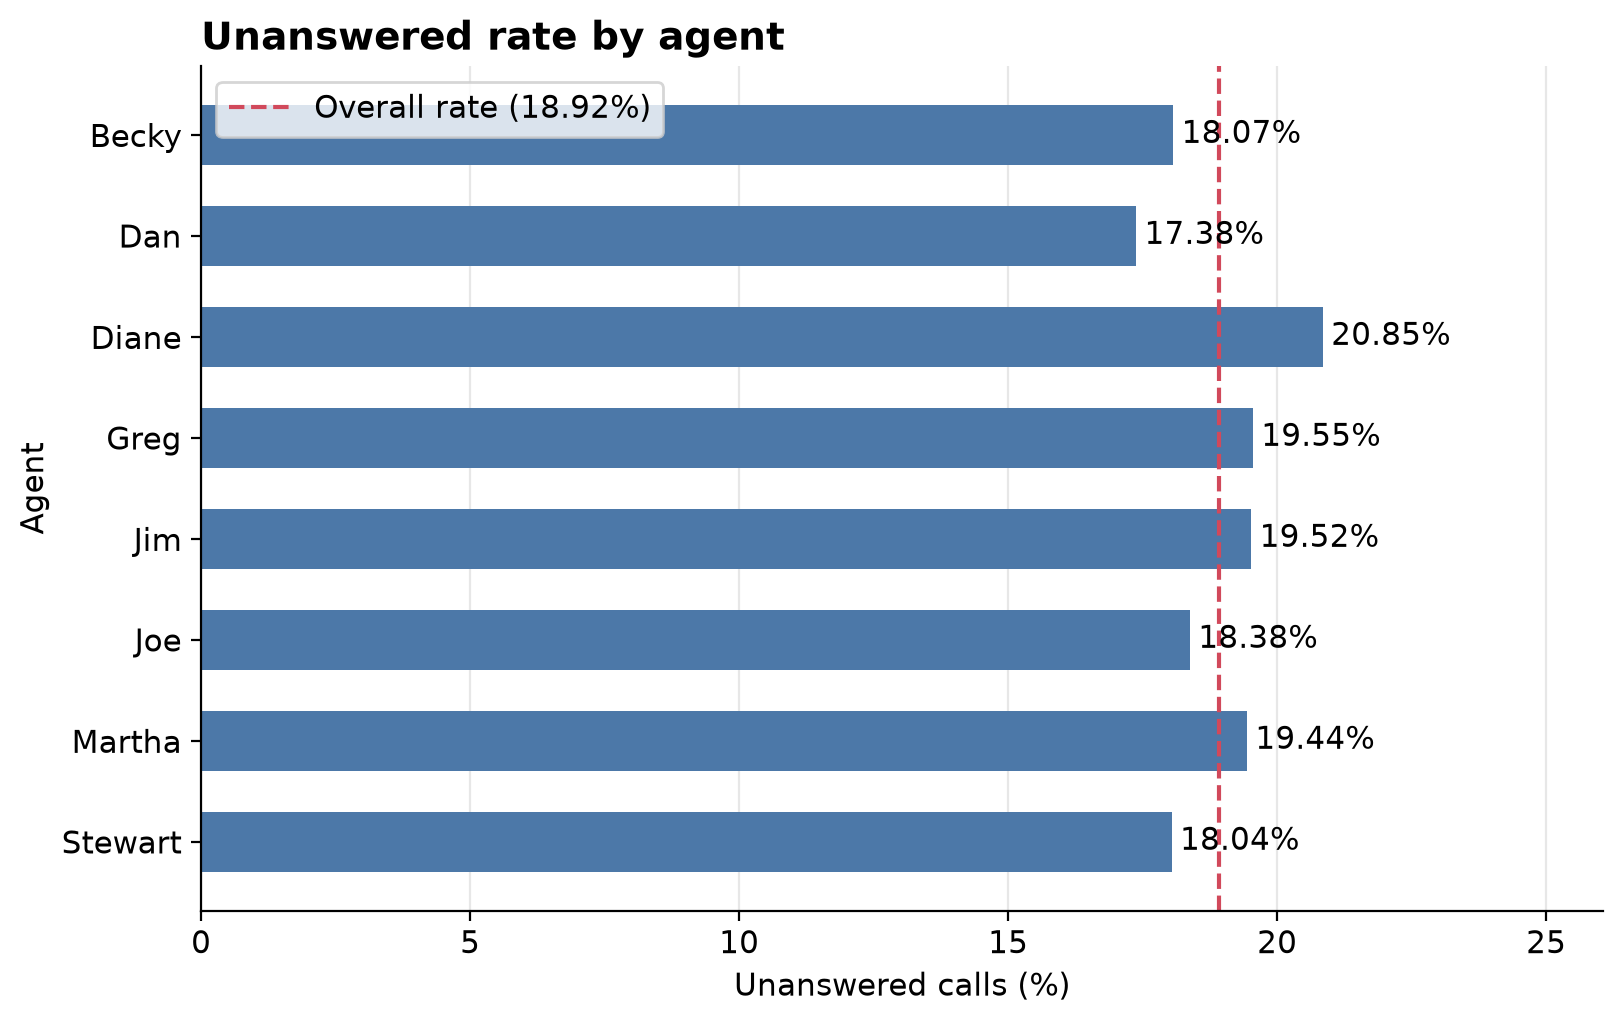 Unanswered rate by agent
Overall rate (18.92%)
Becky 18.07%
Dan 17.38%
Diane 20.85%
Greg 19.55%
Jim 19.52%
Joe 18.38%
Martha 19.44%
Stewart 18.04%
Agent
0 5 10 15 20 25
Unanswered calls (%)